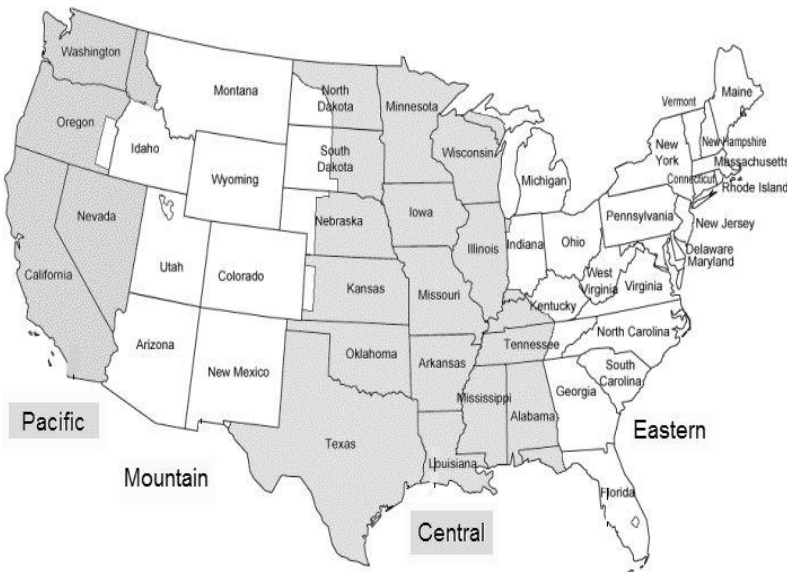 Washington
Montana
North
Dakota
Minnesota
Maine
Vermont
Oregon
Idaho
South
Dakota
Wisconsin
New
York
New Hampshire
Massachusetts
Connecticut
Rhode Island
Wyoming
Michigan
Nevada
Nebraska
Iowa
Pennsylvania
New Jersey
California
Utah
Colorado
Illinois
Indiana
Ohio
Delaware
Maryland
West
Virginia
Virginia
Kansas
Missouri
Kentucky
Arizona
New Mexico
Oklahoma
Arkansas
Tennessee
North Carolina
South
Carolina
Mississippi
Alabama
Georgia
Pacific
Texas
Louisiana
Eastern
Mountain
Florida
Central